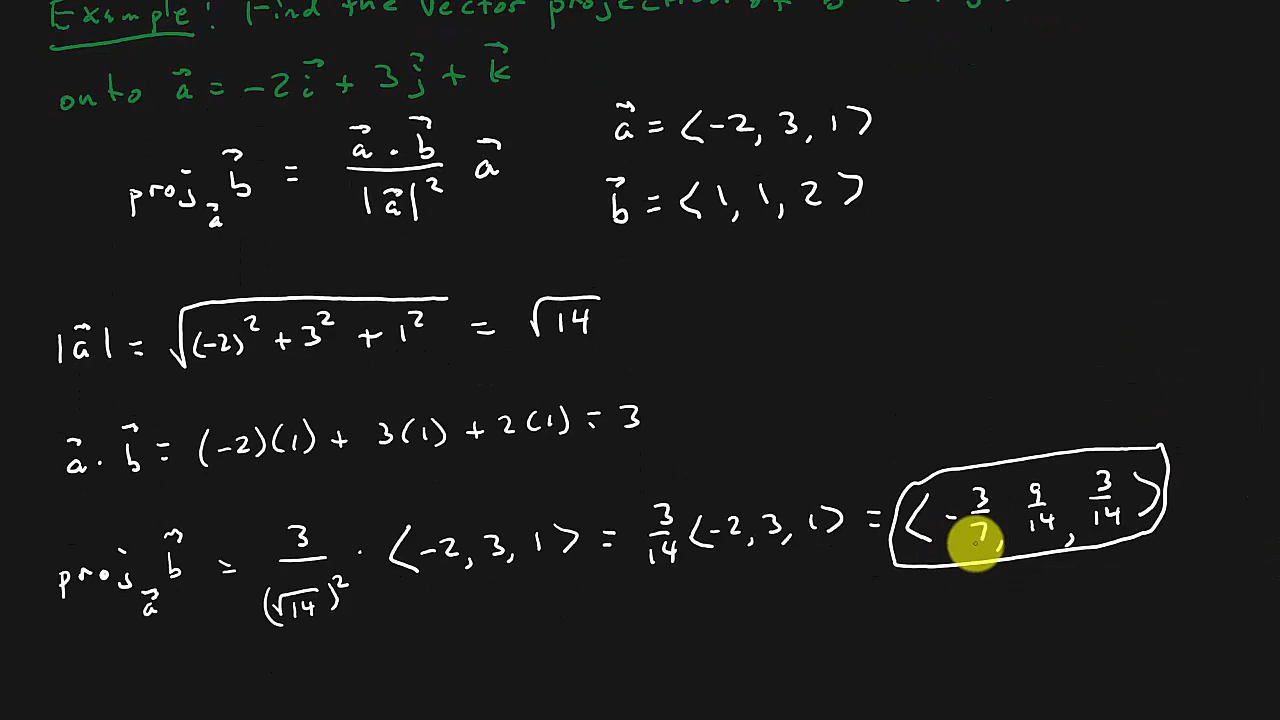 Example: Find the vector projection of b
onto a⃗ = -2i⃗ + 3j⃗ + k⃗
proj_a⃗ b⃗ = (a⃗ · b⃗)/|a⃗|² a⃗
a⃗ = <-2, 3, 1>
b⃗ = <1, 1, 2>
|a⃗| = √((-2)² + 3² + 1²) = √14
a⃗ · b⃗ = (-2)(1) + 3(1) + 2(1) = 3
proj_a⃗ b⃗ = 3/(√14)² · <-2, 3, 1> = 3/14 <-2, 3, 1> = <-3/7, 9/14, 3/14>